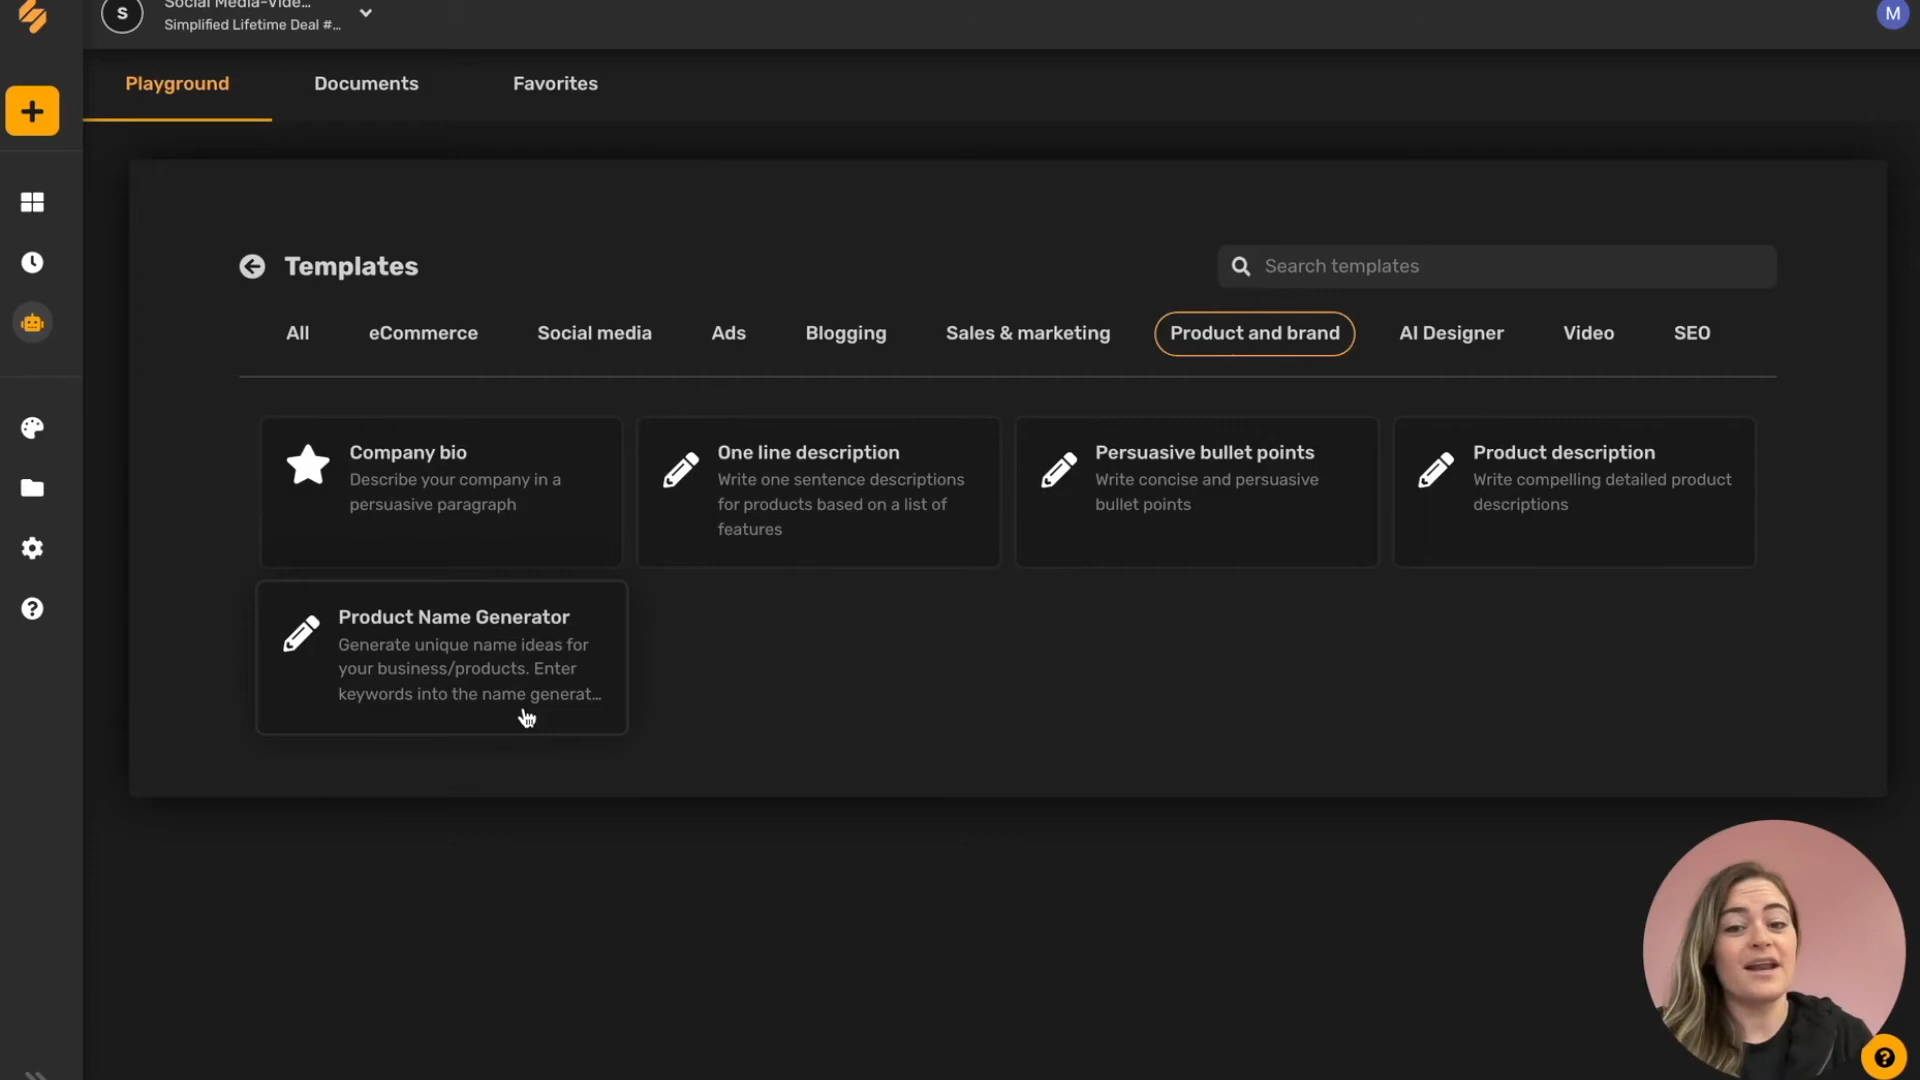 S
Social Media-Vide...
Simplified Lifetime Deal #...
M
Playground
Documents
Favorites
Templates
Search templates
All
eCommerce
Social media
Ads
Blogging
Sales & marketing
Product and brand
AI Designer
Video
SEO
Company bio
Describe your company in a
persuasive paragraph
One line description
Write one sentence descriptions
for products based on a list of
features
Persuasive bullet points
Write concise and persuasive
bullet points
Product description
Write compelling detailed product
descriptions
Product Name Generator
Generate unique name ideas for
your business/products. Enter
keywords into the name generat...